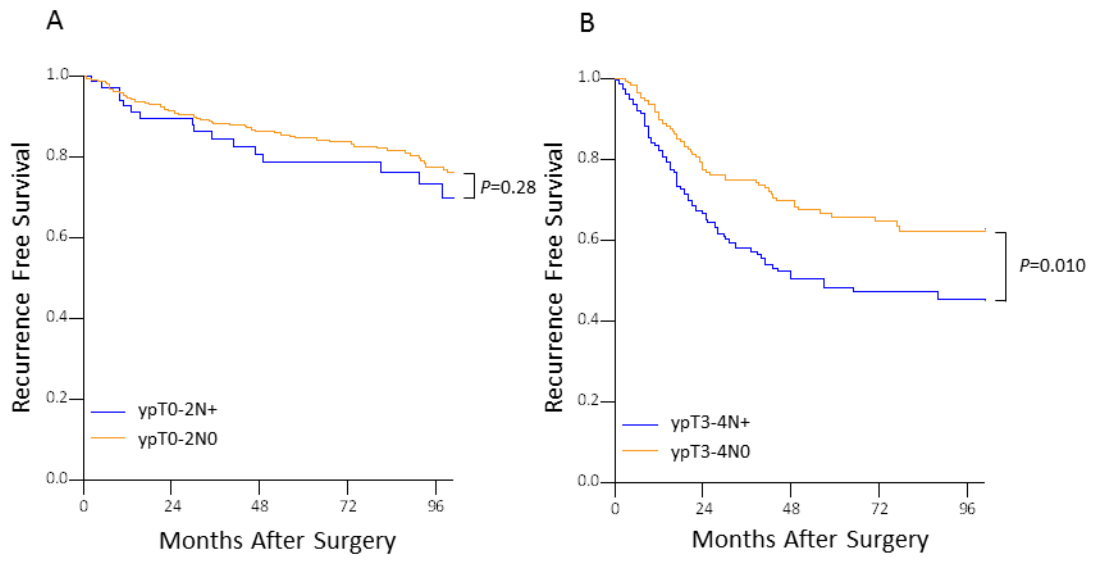 A
Recurrence Free Survival
1.0
0.8
0.6
0.4
0.2
0.0
P=0.28
ypT0-2N+
ypT0-2N0
0 24 48 72 96
Months After Surgery
B
Recurrence Free Survival
1.0
0.8
0.6
0.4
0.2
0.0
P=0.010
ypT3-4N+
ypT3-4N0
0 24 48 72 96
Months After Surgery